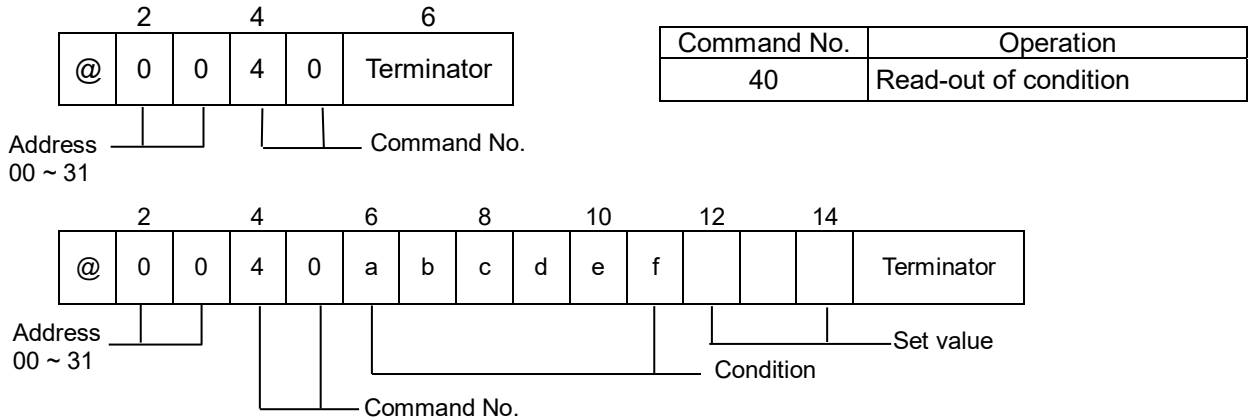 2 4 6
@ 0 0 4 0 Terminator
Address
00 ~ 31
Command No.
Command No. Operation
40 Read-out of condition
2 4 6 8 10 12 14
@ 0 0 4 0 a b c d e f Terminator
Address
00 ~ 31
Set value
Condition
Command No.